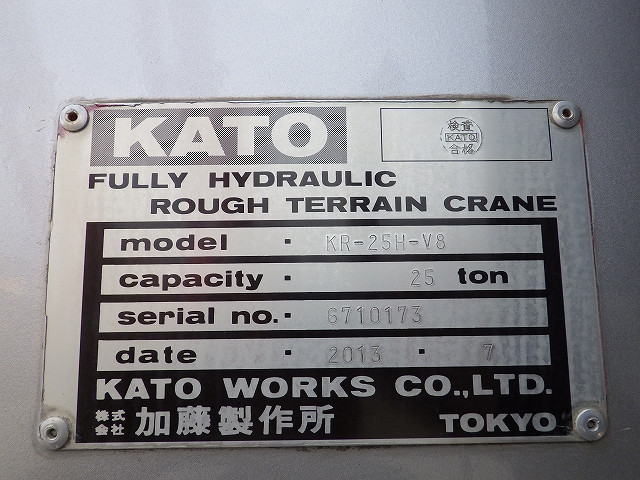 KATO
検査
KATO
合格
FULLY HYDRAULIC
ROUGH TERRAIN CRANE
model · KR-25H-V8
capacity · 25 ton
serial no. · 6710173
date · 2013 · 7
KATO WORKS CO.,LTD.
株式会社 加藤製作所 TOKYO